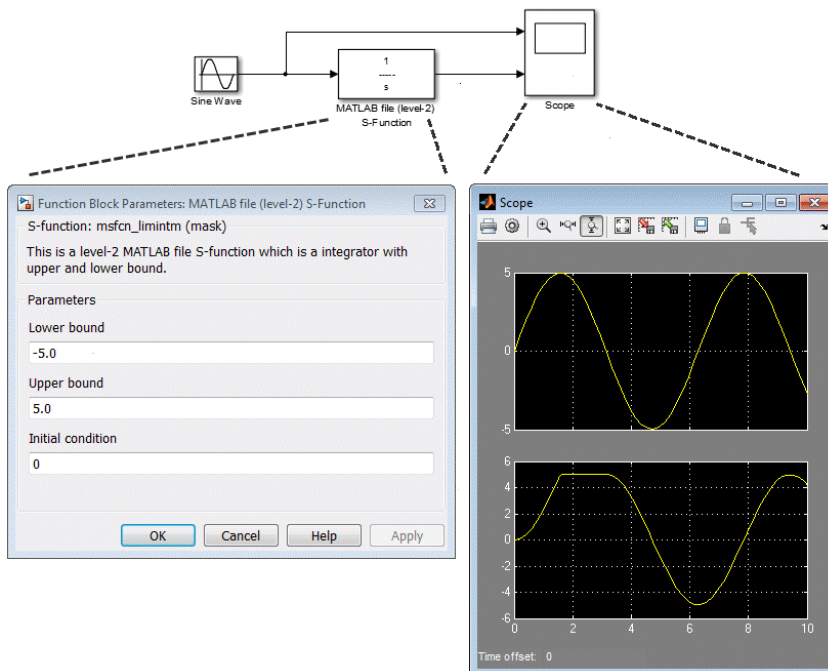 1
-----
s
Sine Wave
MATLAB file (level-2)
S-Function
Scope
Function Block Parameters: MATLAB file (level-2) S-Function
S-function: msfcn_limintm (mask)
This is a level-2 MATLAB file S-function which is a integrator with
upper and lower bound.
Parameters
Lower bound
-5.0
Upper bound
5.0
Initial condition
0
OK Cancel Help Apply
Scope
5
0
-5
6
4
2
0
-2
-4
-6
0 2 4 6 8 10
Time offset: 0